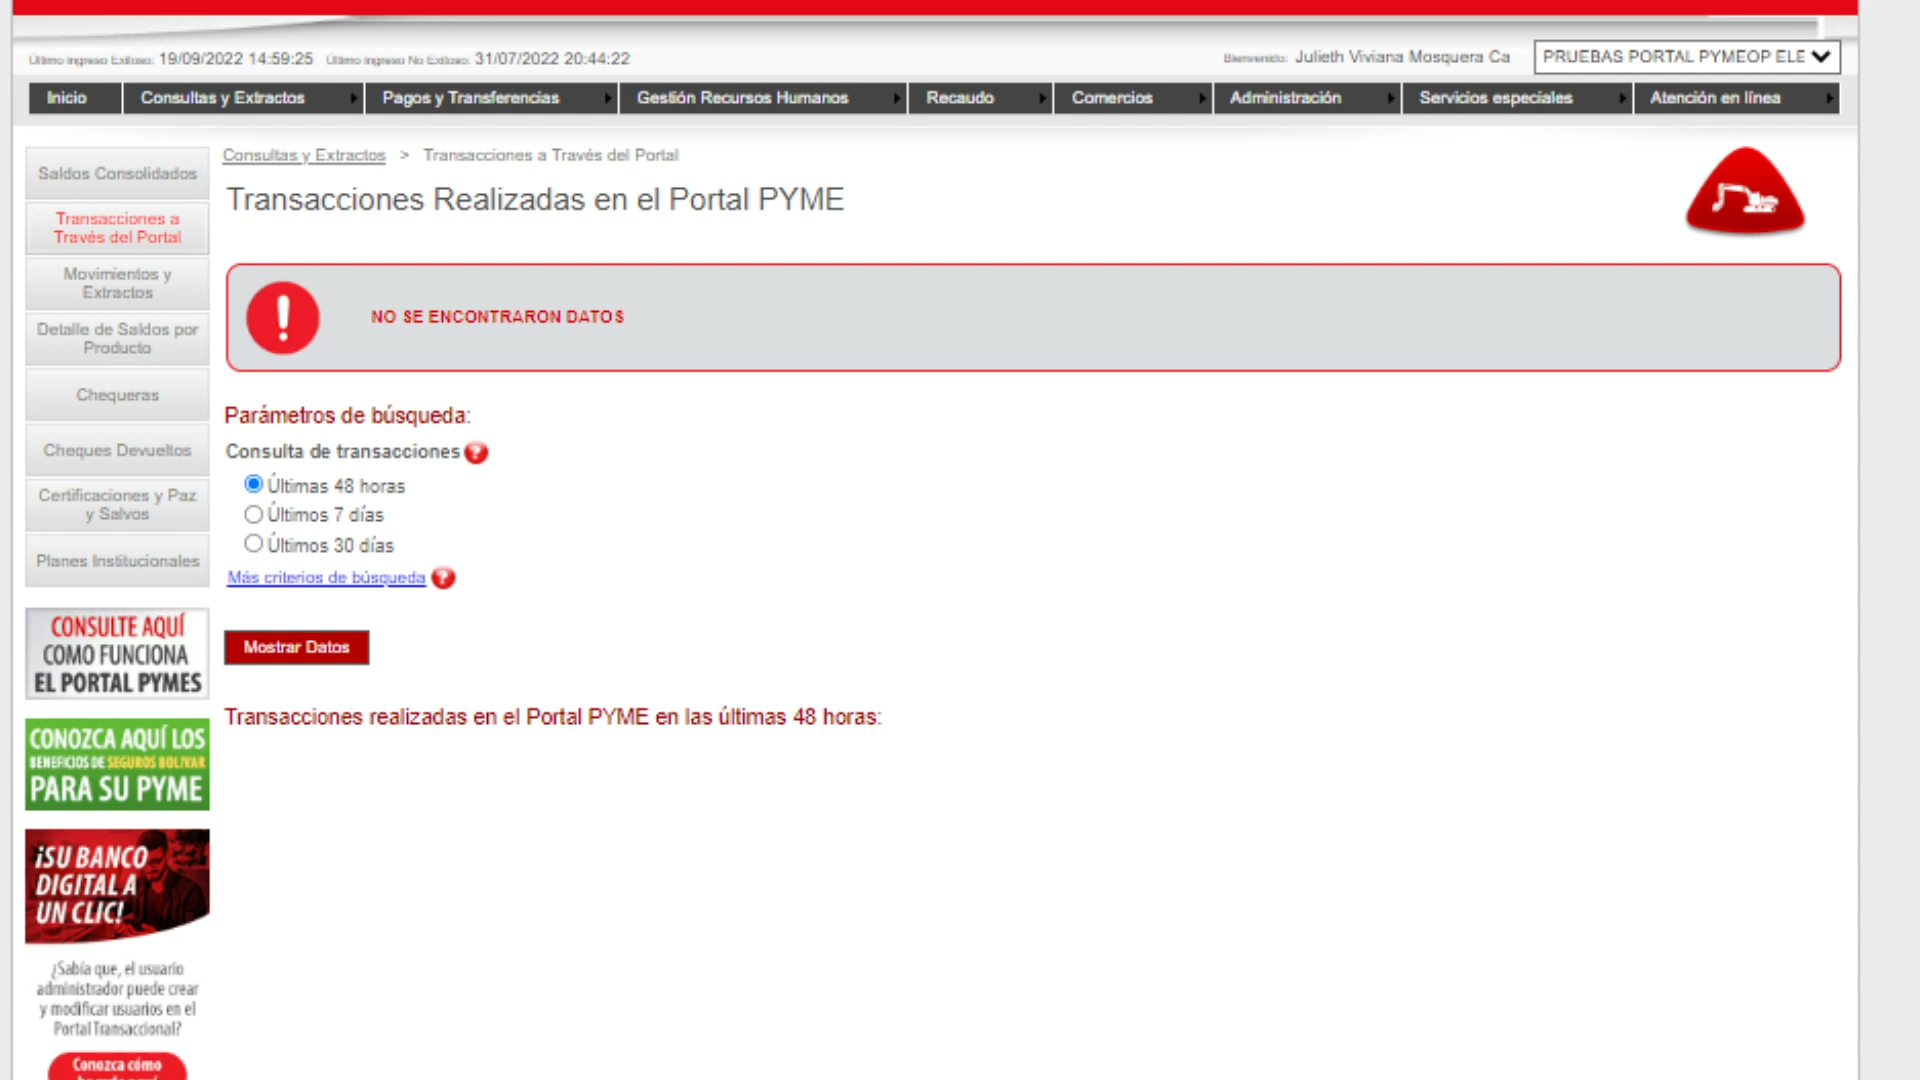 Último Ingreso Exitoso: 19/09/2022 14:59:25 Último Ingreso No Exitoso: 31/07/2022 20:44:22
Bienvenido: Julieth Viviana Mosquera Ca PRUEBAS PORTAL PYMEOP ELE
Inicio Consultas y Extractos Pagos y Transferencias Gestión Recursos Humanos Recaudo Comercios Administración Servicios especiales Atención en línea
Saldos Consolidados
Transacciones a
Través del Portal
Movimientos y
Extractos
Detalle de Saldos por
Producto
Chequeras
Cheques Devueltos
Certificaciones y Paz
y Salvos
Planes Institucionales
CONSULTE AQUÍ
COMO FUNCIONA
EL PORTAL PYMES
CONOZCA AQUÍ LOS
BENEFICIOS DE SEGUROS BOLIVAR
PARA SU PYME
¡SU BANCO
DIGITAL A
UN CLIC!
¿Sabía que, el usuario
administrador puede crear
y modificar usuarios en el
Portal Transaccional?
Conozca cómo
Consultas y Extractos > Transacciones a Través del Portal
Transacciones Realizadas en el Portal PYME
NO SE ENCONTRARON DATOS
Parámetros de búsqueda:
Consulta de transacciones ?
Últimas 48 horas
Últimos 7 días
Últimos 30 días
Más criterios de búsqueda ?
Mostrar Datos
Transacciones realizadas en el Portal PYME en las últimas 48 horas: